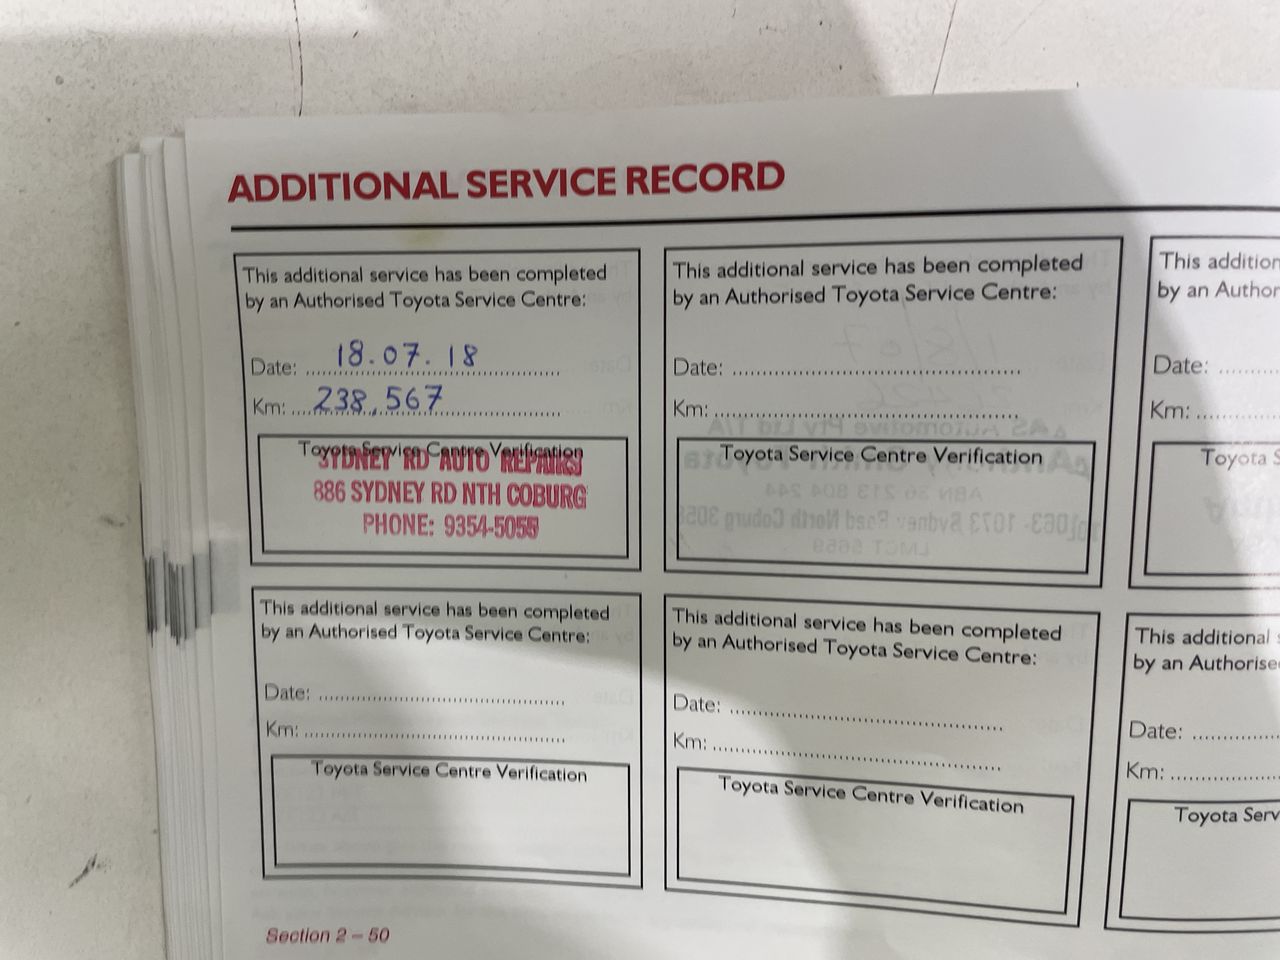 ADDITIONAL SERVICE RECORD
This additional service has been completed
by an Authorised Toyota Service Centre:
Date: 18.07.18
Km: 238,567
Toyota Service Centre Verification
SYDNEY RD AUTO REPAIRS
886 SYDNEY RD NTH COBURG
PHONE: 9354-5055
This additional service has been completed
by an Authorised Toyota Service Centre:
Date:
Km:
Toyota Service Centre Verification
This addition
by an Author
Date:
Km:
Toyota S
This additional service has been completed
by an Authorised Toyota Service Centre:
Date:
Km:
Toyota Service Centre Verification
This additional service has been completed
by an Authorised Toyota Service Centre:
Date:
Km:
Toyota Service Centre Verification
This additional s
by an Authorise
Date:
Km:
Toyota Serv
Section 2 – 50